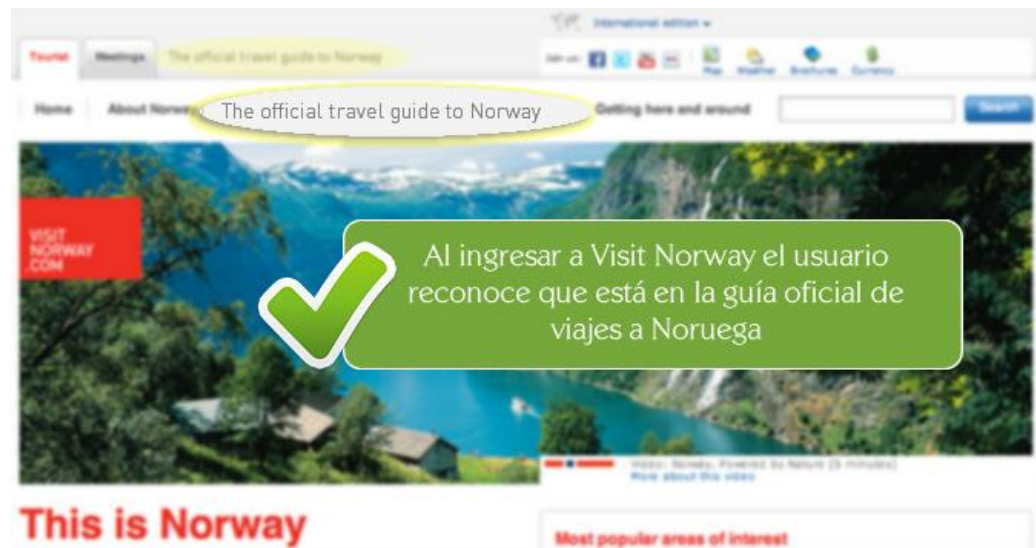 International edition
Tourist
Meetings
The official travel guide to Norway
Join us:
Map
Weather
Brochures
Currency
Home
About Norway
The official travel guide to Norway
Getting here and around
Search
VISIT
NORWAY
.COM
Al ingresar a Visit Norway el usuario
reconoce que está en la guía oficial de
viajes a Noruega
Video: Norway. Powered by Nature (5 minutes)
More about this video
This is Norway
Most popular areas of interest